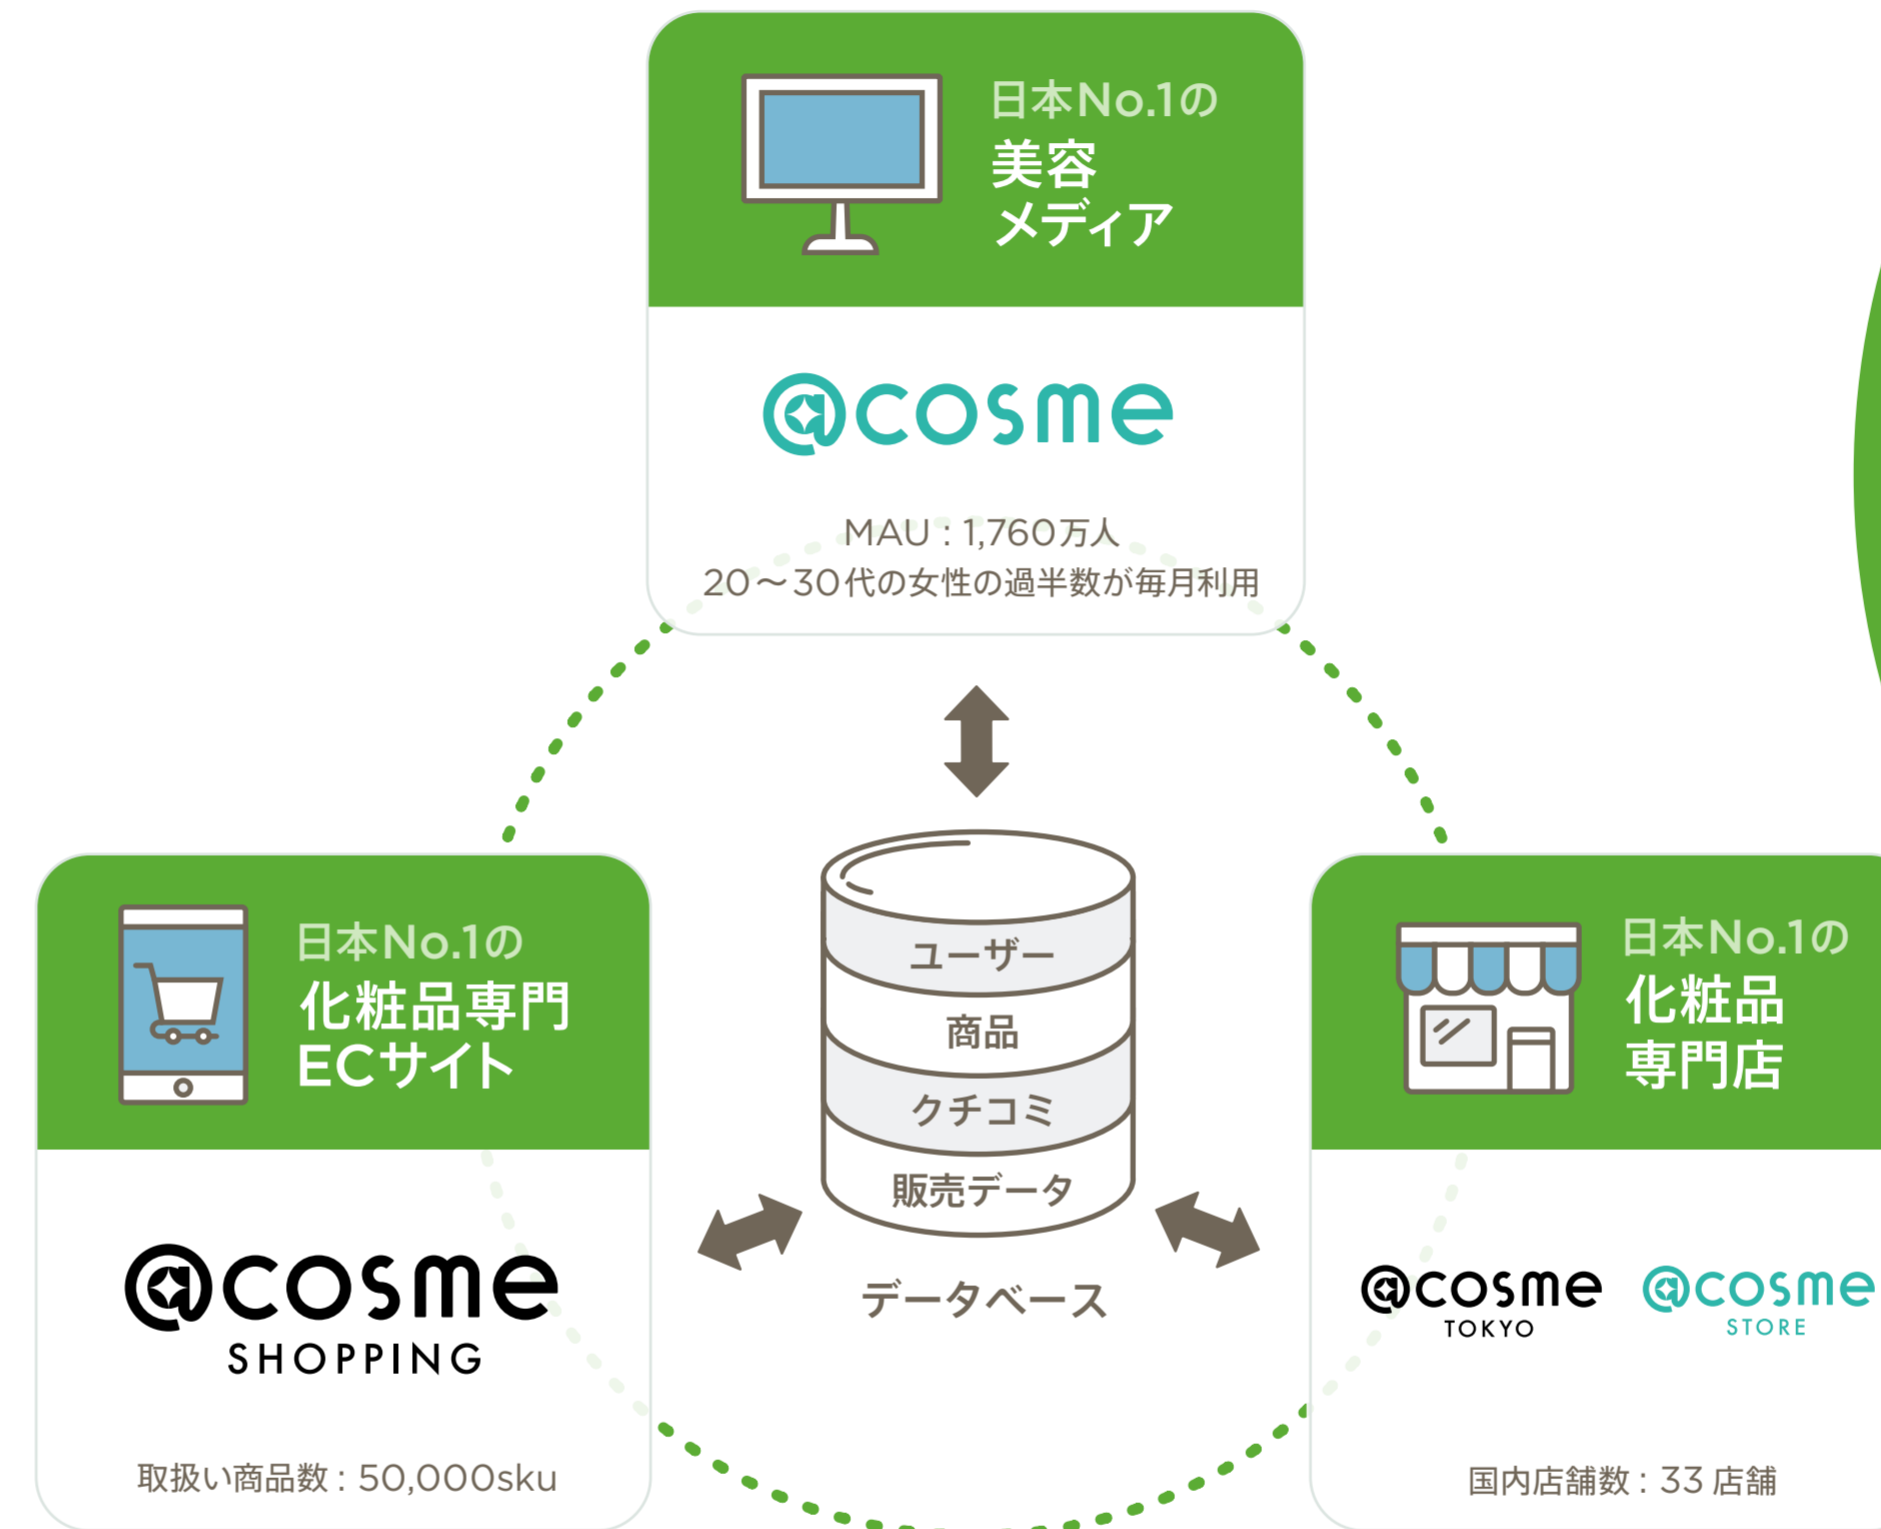 日本No.1の
美容
メディア
@cosme
MAU : 1,760万人
20〜30代の女性の過半数が毎月利用
日本No.1の
化粧品専門
ECサイト
@cosme
SHOPPING
取扱い商品数 : 50,000sku
ユーザー
商品
クチコミ
販売データ
データベース
日本No.1の
化粧品
専門店
@cosme
TOKYO
@cosme
STORE
国内店舗数 : 33 店舗